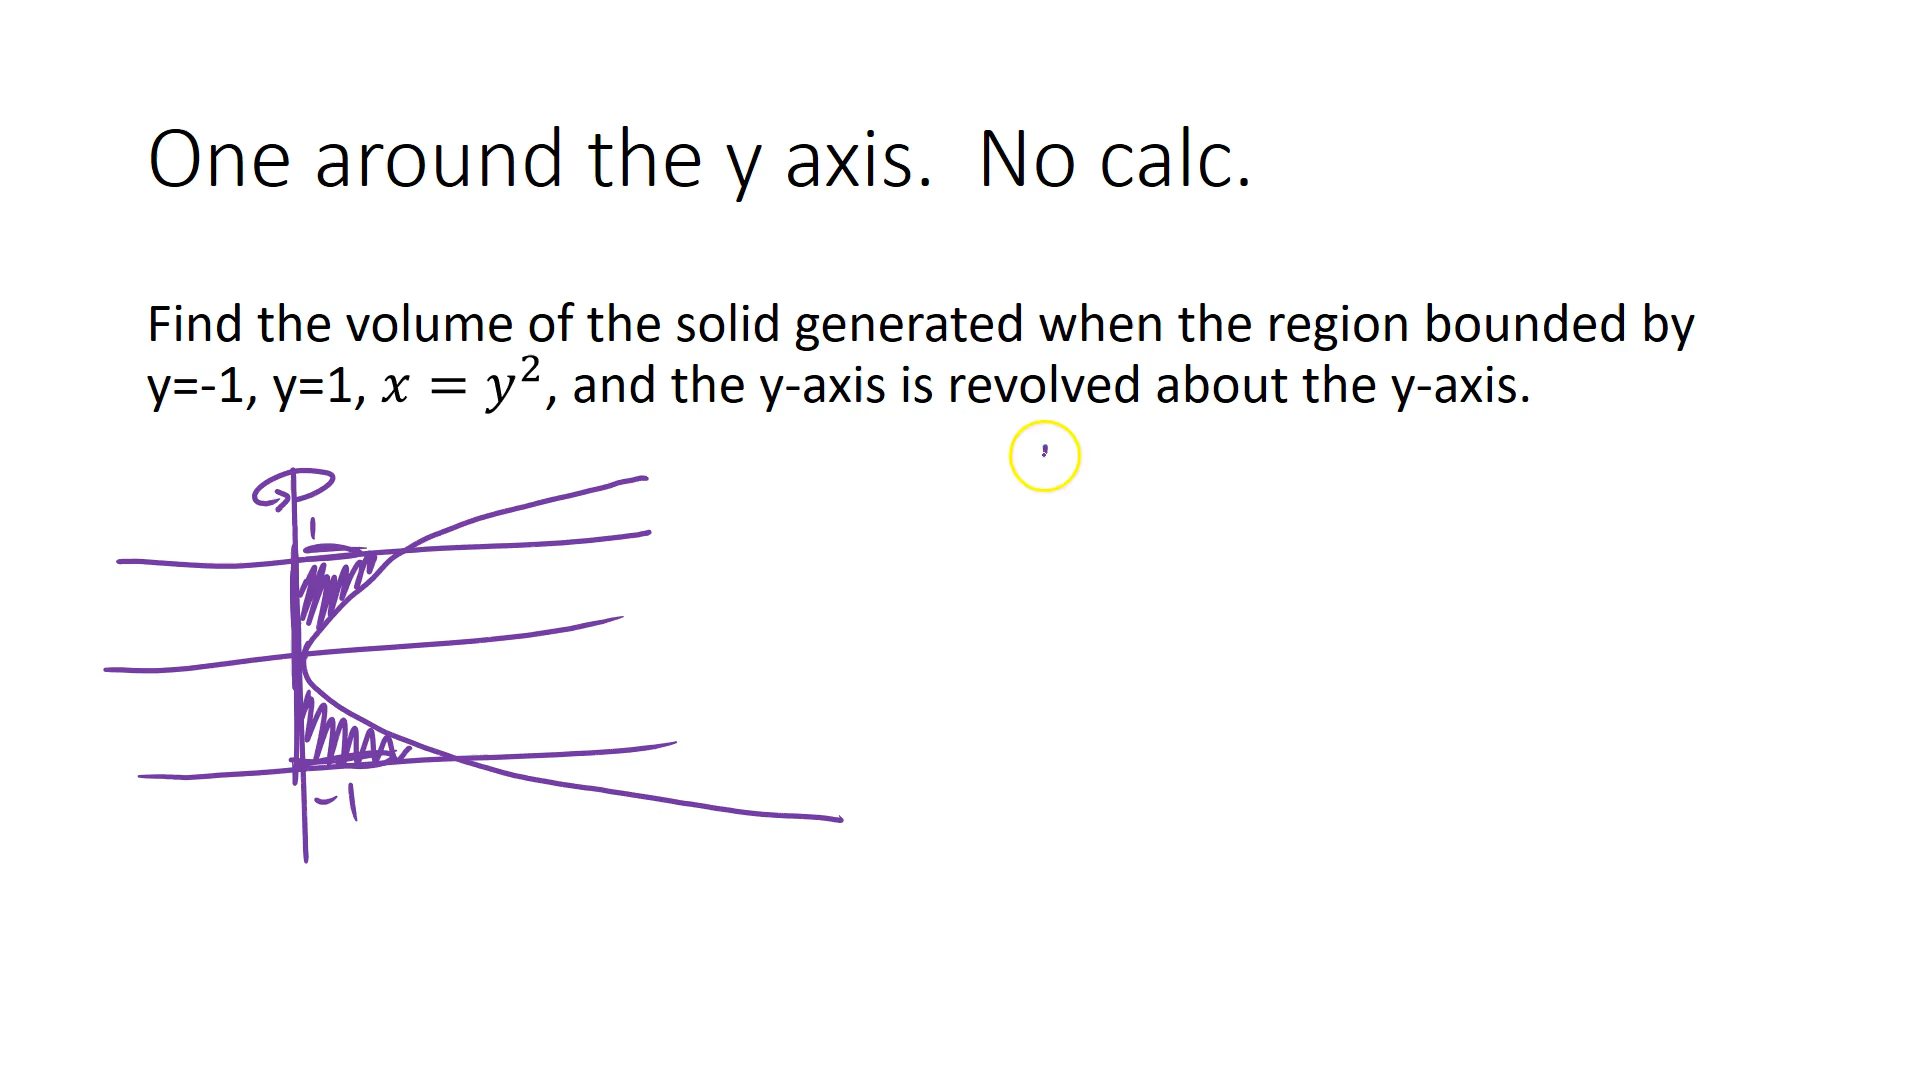 One around the y axis.  No calc.
Find the volume of the solid generated when the region bounded by
y=-1, y=1, x = y², and the y-axis is revolved about the y-axis.
1
-1